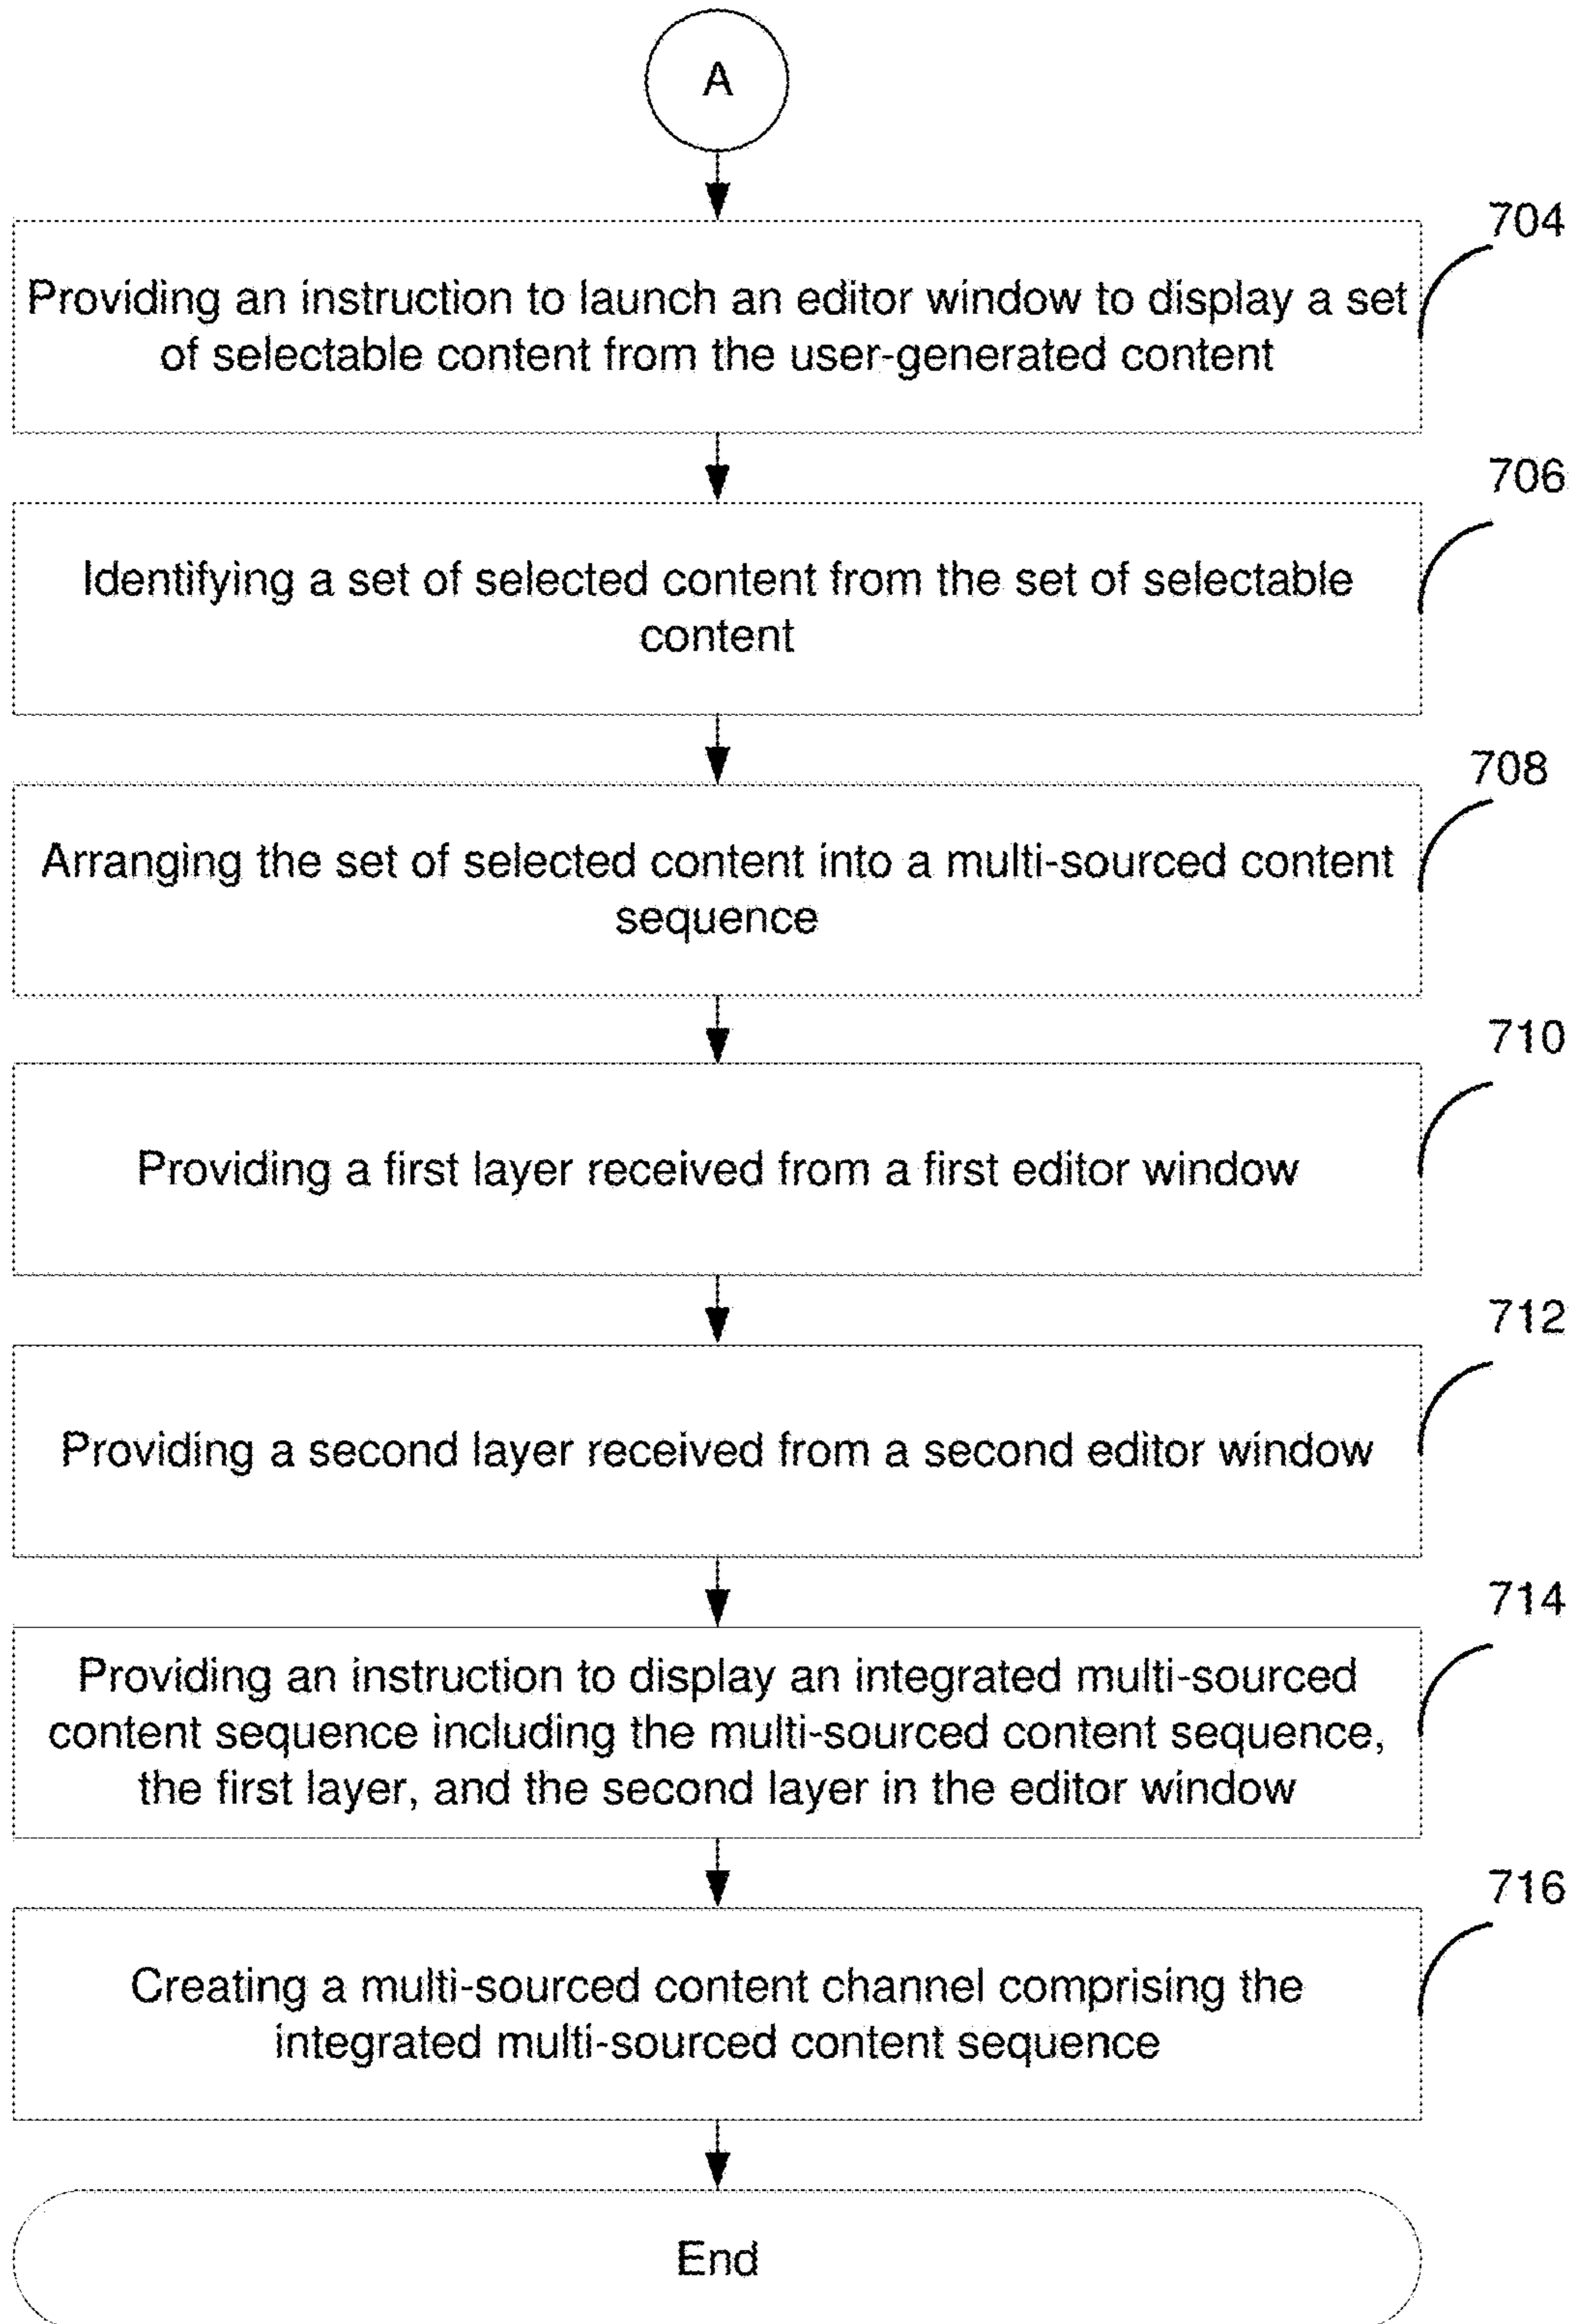 A
704
Providing an instruction to launch an editor window to display a set
of selectable content from the user-generated content
706
Identifying a set of selected content from the set of selectable
content
708
Arranging the set of selected content into a multi-sourced content
sequence
710
Providing a first layer received from a first editor window
712
Providing a second layer received from a second editor window
714
Providing an instruction to display an integrated multi-sourced
content sequence including the multi-sourced content sequence,
the first layer, and the second layer in the editor window
716
Creating a multi-sourced content channel comprising the
integrated multi-sourced content sequence
End